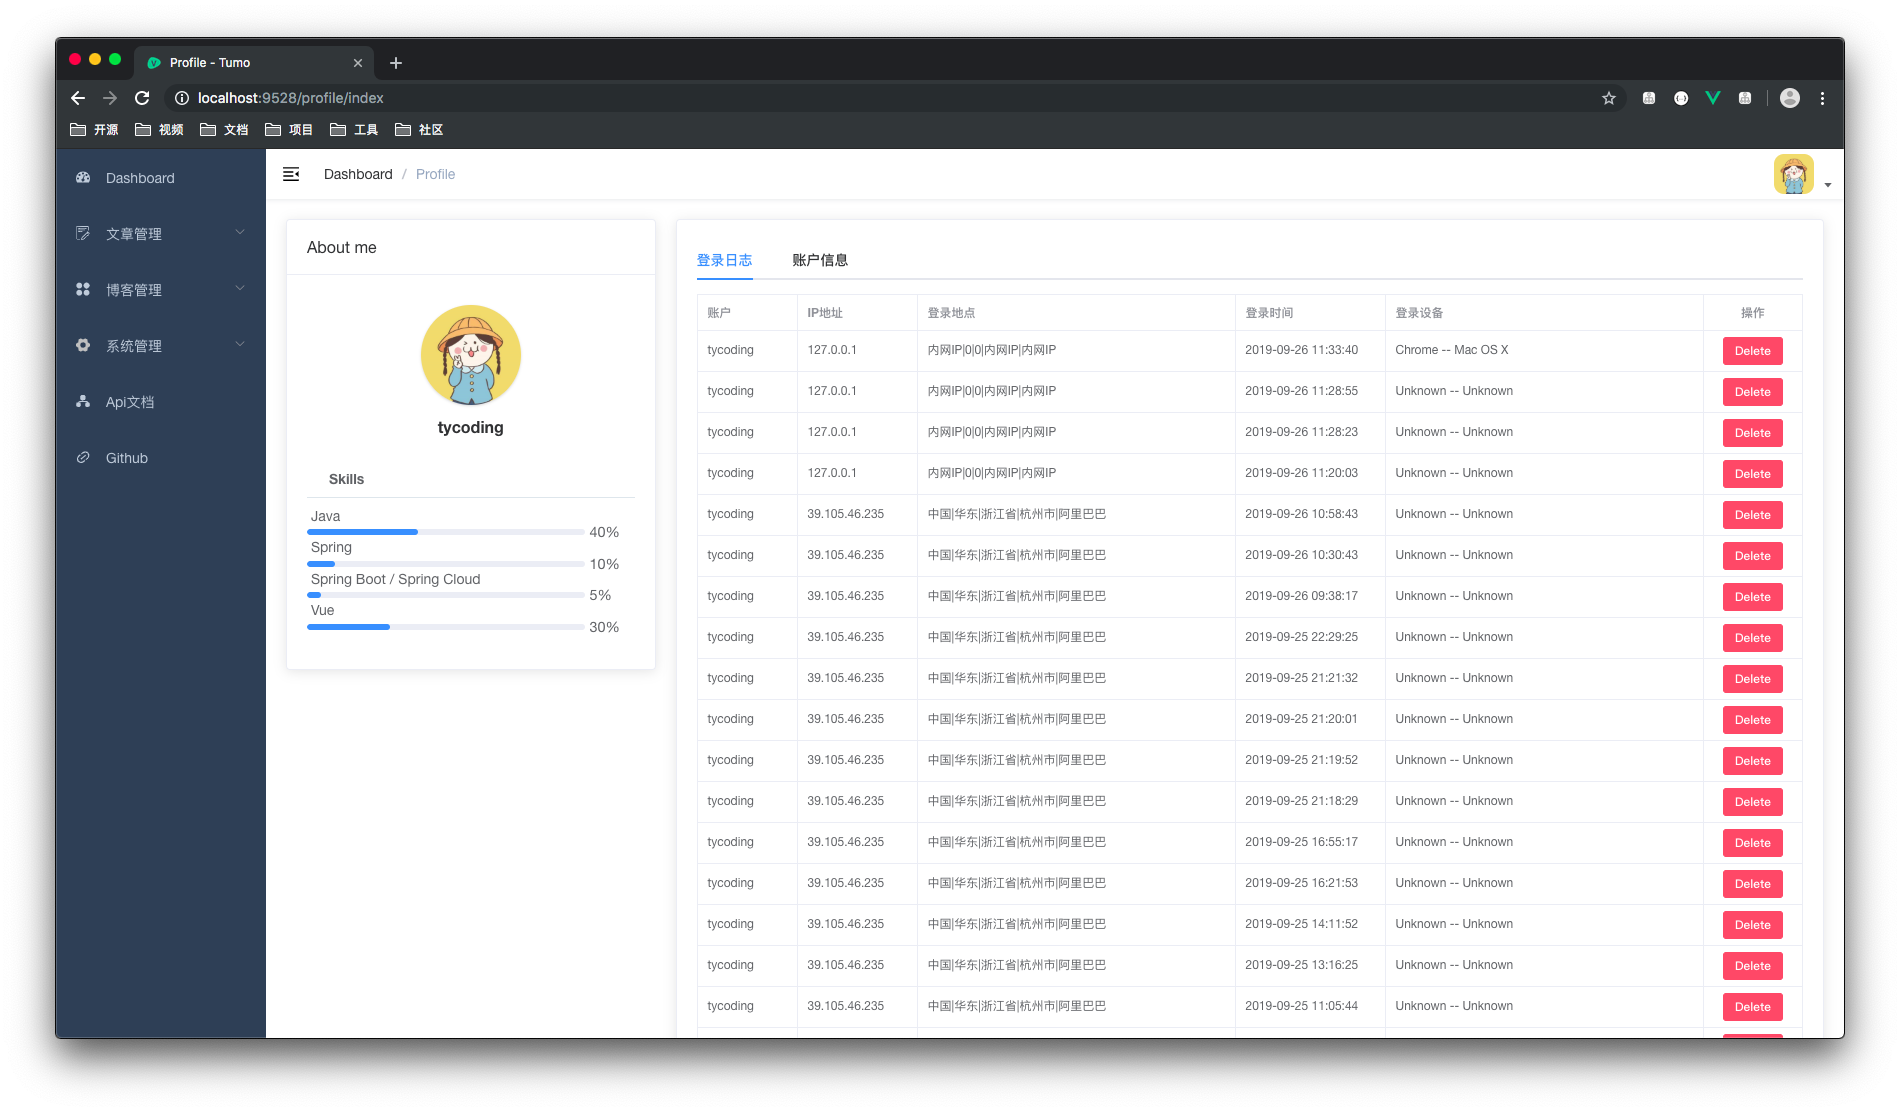 Profile - Tumo
localhost:9528/profile/index
开源 视频 文档 项目 工具 社区
Dashboard
文章管理
博客管理
系统管理
Api文档
Github
Dashboard / Profile
About me
tycoding
Skills
Java
40%
Spring
10%
Spring Boot / Spring Cloud
5%
Vue
30%
登录日志 账户信息
账户 IP地址 登录地点 登录时间 登录设备 操作
tycoding 127.0.0.1 内网IP|0|0|内网IP|内网IP 2019-09-26 11:33:40 Chrome -- Mac OS X Delete
tycoding 127.0.0.1 内网IP|0|0|内网IP|内网IP 2019-09-26 11:28:55 Unknown -- Unknown Delete
tycoding 127.0.0.1 内网IP|0|0|内网IP|内网IP 2019-09-26 11:28:23 Unknown -- Unknown Delete
tycoding 127.0.0.1 内网IP|0|0|内网IP|内网IP 2019-09-26 11:20:03 Unknown -- Unknown Delete
tycoding 39.105.46.235 中国|华东|浙江省|杭州市|阿里巴巴 2019-09-26 10:58:43 Unknown -- Unknown Delete
tycoding 39.105.46.235 中国|华东|浙江省|杭州市|阿里巴巴 2019-09-26 10:30:43 Unknown -- Unknown Delete
tycoding 39.105.46.235 中国|华东|浙江省|杭州市|阿里巴巴 2019-09-26 09:38:17 Unknown -- Unknown Delete
tycoding 39.105.46.235 中国|华东|浙江省|杭州市|阿里巴巴 2019-09-25 22:29:25 Unknown -- Unknown Delete
tycoding 39.105.46.235 中国|华东|浙江省|杭州市|阿里巴巴 2019-09-25 21:21:32 Unknown -- Unknown Delete
tycoding 39.105.46.235 中国|华东|浙江省|杭州市|阿里巴巴 2019-09-25 21:20:01 Unknown -- Unknown Delete
tycoding 39.105.46.235 中国|华东|浙江省|杭州市|阿里巴巴 2019-09-25 21:19:52 Unknown -- Unknown Delete
tycoding 39.105.46.235 中国|华东|浙江省|杭州市|阿里巴巴 2019-09-25 21:18:29 Unknown -- Unknown Delete
tycoding 39.105.46.235 中国|华东|浙江省|杭州市|阿里巴巴 2019-09-25 16:55:17 Unknown -- Unknown Delete
tycoding 39.105.46.235 中国|华东|浙江省|杭州市|阿里巴巴 2019-09-25 16:21:53 Unknown -- Unknown Delete
tycoding 39.105.46.235 中国|华东|浙江省|杭州市|阿里巴巴 2019-09-25 14:11:52 Unknown -- Unknown Delete
tycoding 39.105.46.235 中国|华东|浙江省|杭州市|阿里巴巴 2019-09-25 13:16:25 Unknown -- Unknown Delete
tycoding 39.105.46.235 中国|华东|浙江省|杭州市|阿里巴巴 2019-09-25 11:05:44 Unknown -- Unknown Delete